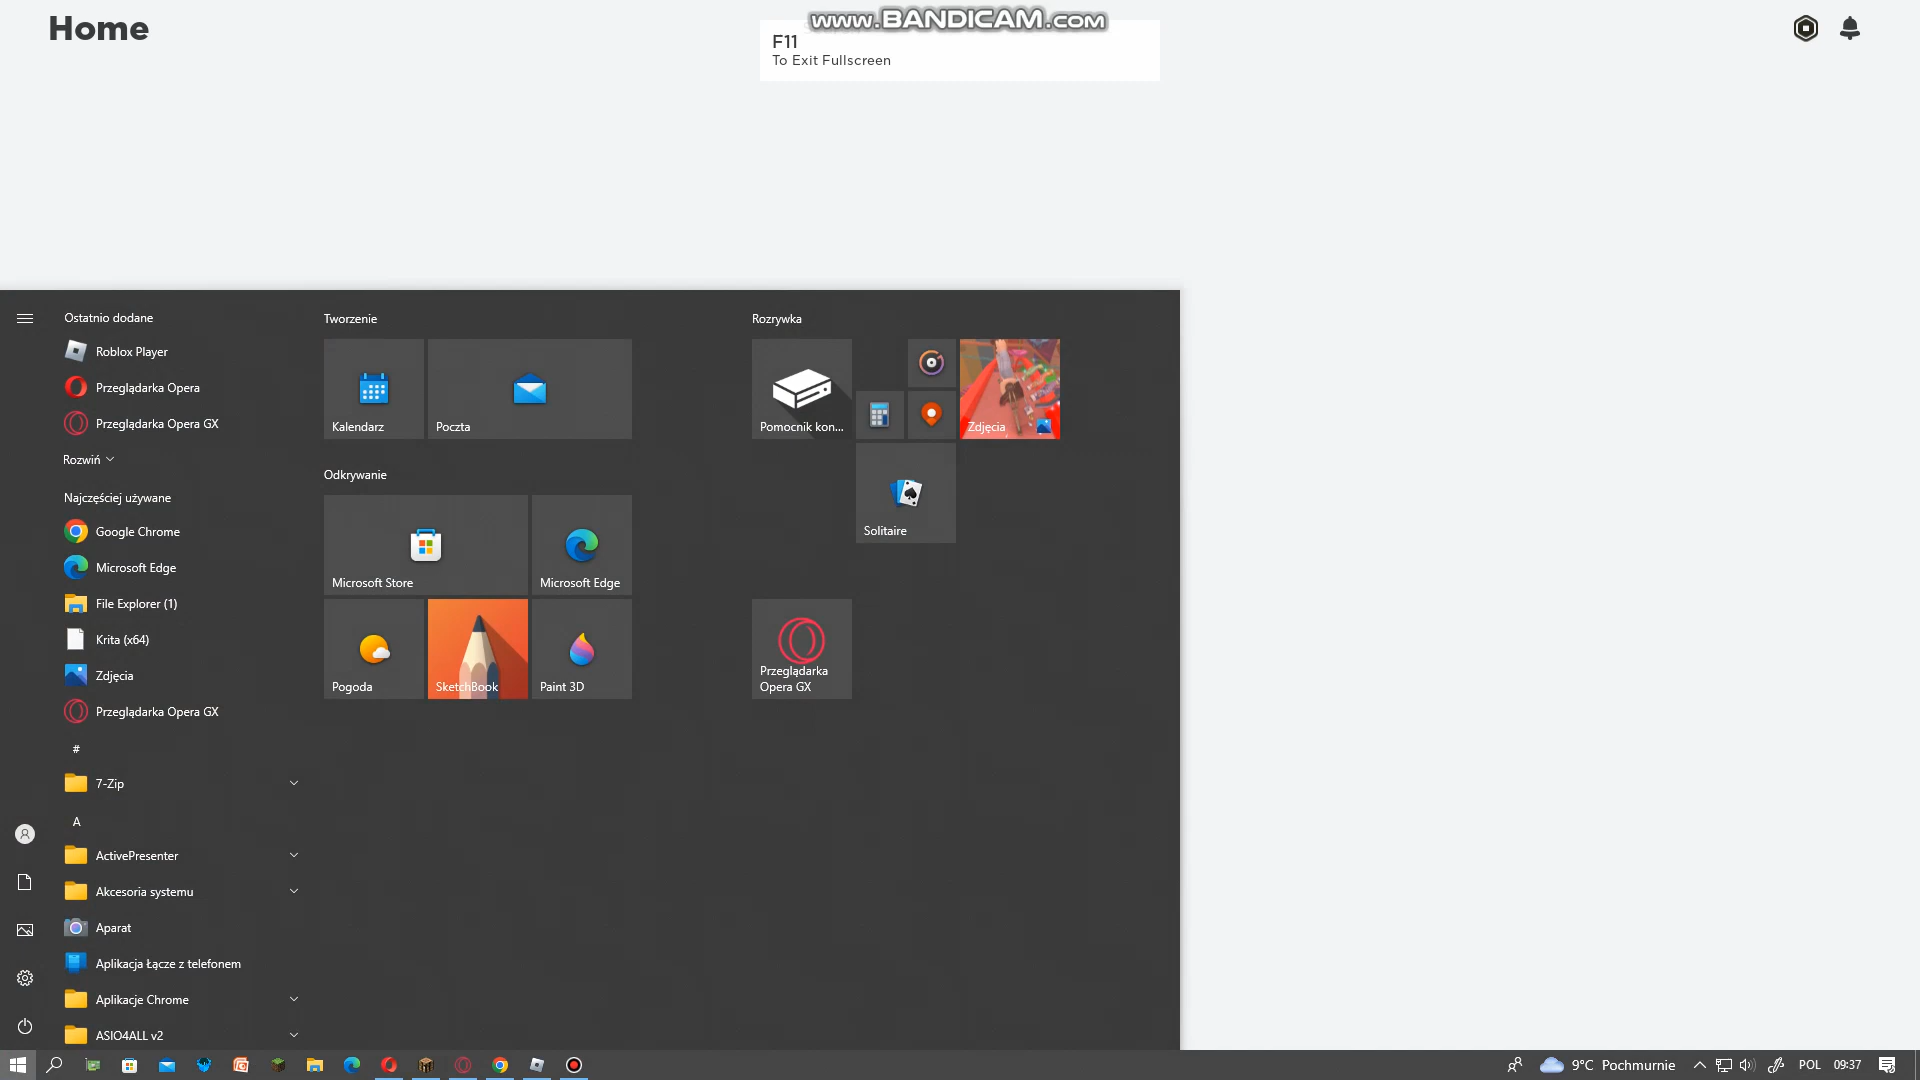 Home
www.BANDICAM.com
F11
To Exit Fullscreen
Ostatnio dodane
Roblox Player
Przeglądarka Opera
Przeglądarka Opera GX
Rozwiń
Najczęściej używane
Google Chrome
Microsoft Edge
File Explorer (1)
Krita (x64)
Zdjęcia
Przeglądarka Opera GX
#
7-Zip
A
ActivePresenter
Akcesoria systemu
Aparat
Aplikacja Łącze z telefonem
Aplikacje Chrome
ASIO4ALL v2
Tworzenie
Kalendarz
Poczta
Odkrywanie
Microsoft Store
Microsoft Edge
Pogoda
SketchBook
Paint 3D
Rozrywka
Pomocnik kon...
Zdjęcia
Solitaire
Przeglądarka
Opera GX
9°C Pochmurnie
POL
09:37